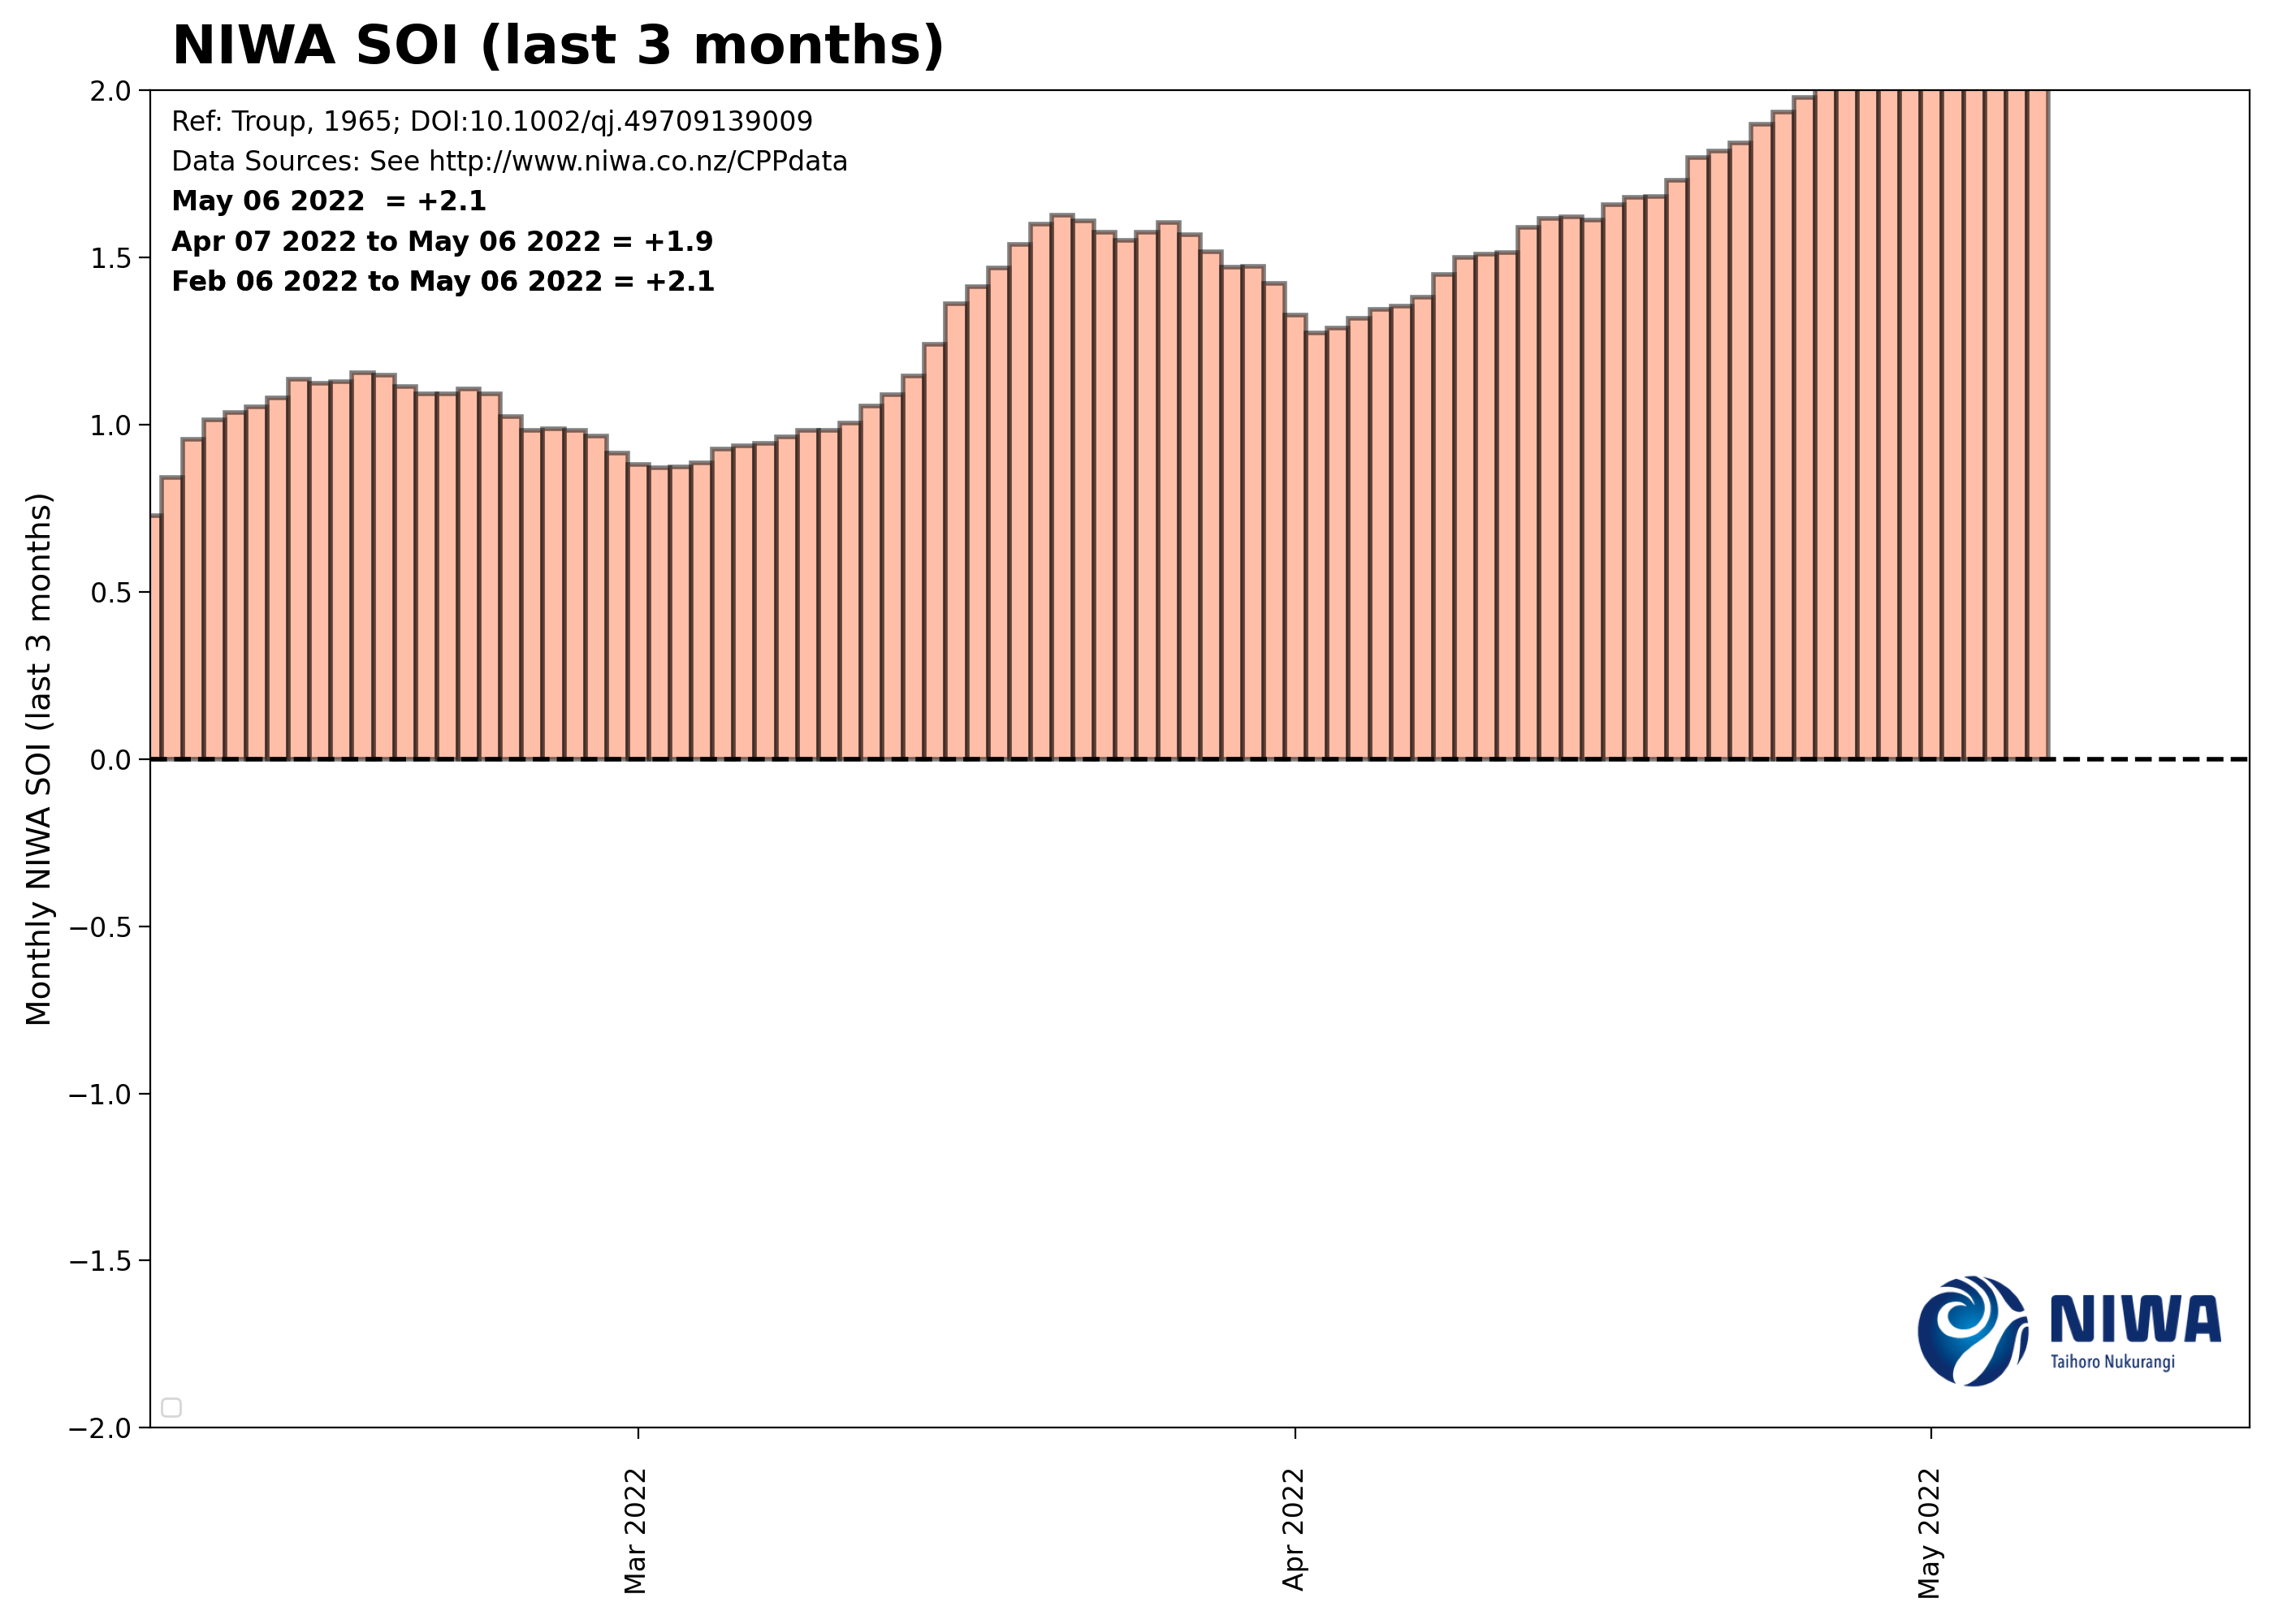 NIWA SOI (last 3 months)
Ref: Troup, 1965; DOI:10.1002/qj.49709139009
Data Sources: See http://www.niwa.co.nz/CPPdata
May 06 2022  = +2.1
Apr 07 2022 to May 06 2022 = +1.9
Feb 06 2022 to May 06 2022 = +2.1
Monthly NIWA SOI (last 3 months)
2.0
1.5
1.0
0.5
0.0
−0.5
−1.0
−1.5
−2.0
NIWA
Taihoro Nukurangi
Mar 2022
Apr 2022
May 2022